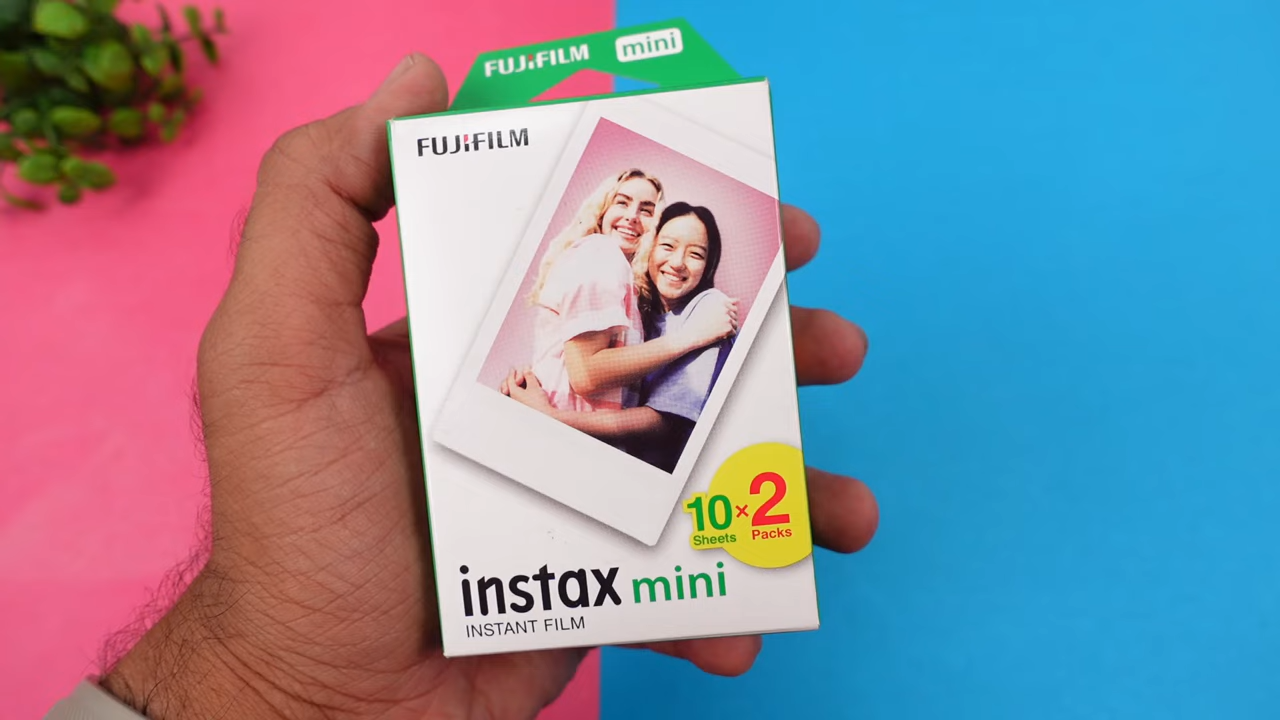 FUJIFILM mini
FUJIFILM
10 × 2
Sheets Packs
instax mini
INSTANT FILM